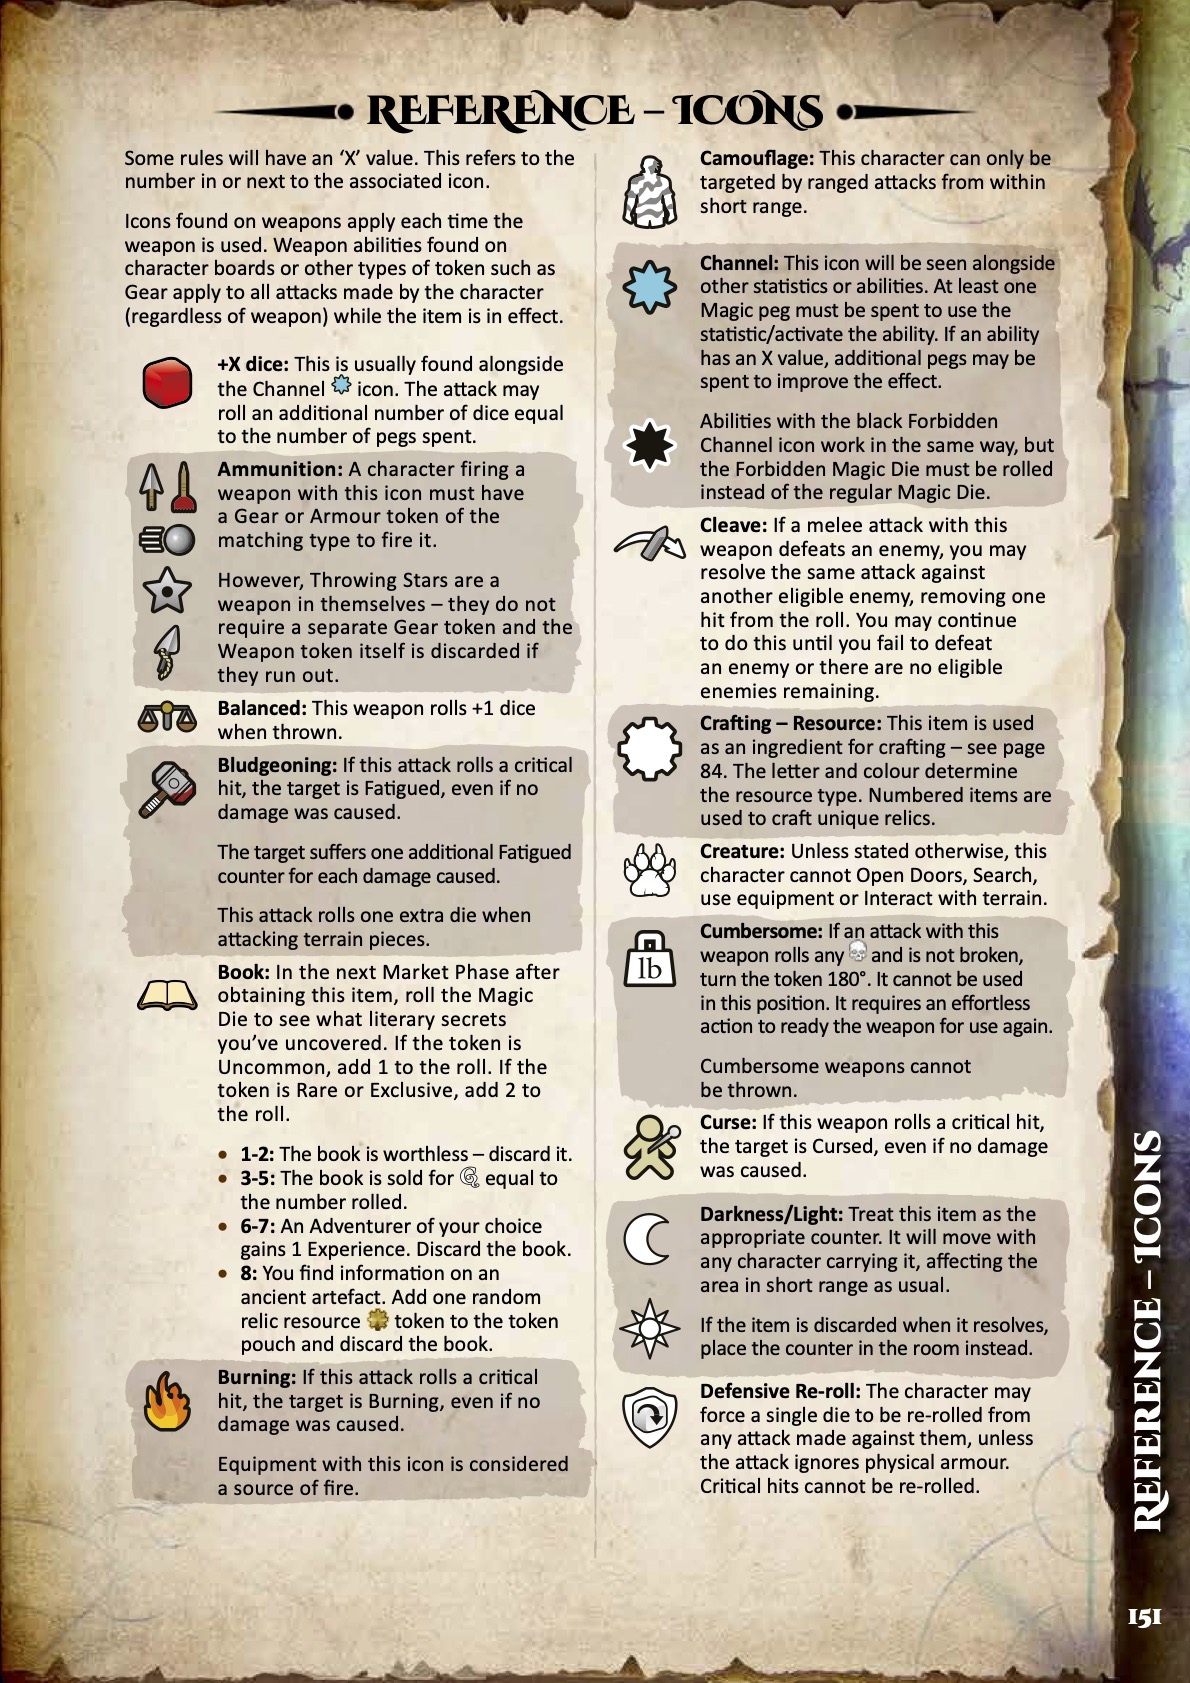 REFERENCE – ICONS
Some rules will have an ‘X’ value. This refers to the
number in or next to the associated icon.
Icons found on weapons apply each time the
weapon is used. Weapon abilities found on
character boards or other types of token such as
Gear apply to all attacks made by the character
(regardless of weapon) while the item is in effect.
+X dice: This is usually found alongside
the Channel icon. The attack may
roll an additional number of dice equal
to the number of pegs spent.
Ammunition: A character firing a
weapon with this icon must have
a Gear or Armour token of the
matching type to fire it.
However, Throwing Stars are a
weapon in themselves – they do not
require a separate Gear token and the
Weapon token itself is discarded if
they run out.
Balanced: This weapon rolls +1 dice
when thrown.
Bludgeoning: If this attack rolls a critical
hit, the target is Fatigued, even if no
damage was caused.
The target suffers one additional Fatigued
counter for each damage caused.
This attack rolls one extra die when
attacking terrain pieces.
Book: In the next Market Phase after
obtaining this item, roll the Magic
Die to see what literary secrets
you’ve uncovered. If the token is
Uncommon, add 1 to the roll. If the
token is Rare or Exclusive, add 2 to
the roll.
• 1-2: The book is worthless – discard it.
• 3-5: The book is sold for equal to
the number rolled.
• 6-7: An Adventurer of your choice
gains 1 Experience. Discard the book.
• 8: You find information on an
ancient artefact. Add one random
relic resource token to the token
pouch and discard the book.
Burning: If this attack rolls a critical
hit, the target is Burning, even if no
damage was caused.
Equipment with this icon is considered
a source of fire.
Camouflage: This character can only be
targeted by ranged attacks from within
short range.
Channel: This icon will be seen alongside
other statistics or abilities. At least one
Magic peg must be spent to use the
statistic/activate the ability. If an ability
has an X value, additional pegs may be
spent to improve the effect.
Abilities with the black Forbidden
Channel icon work in the same way, but
the Forbidden Magic Die must be rolled
instead of the regular Magic Die.
Cleave: If a melee attack with this
weapon defeats an enemy, you may
resolve the same attack against
another eligible enemy, removing one
hit from the roll. You may continue
to do this until you fail to defeat
an enemy or there are no eligible
enemies remaining.
Crafting – Resource: This item is used
as an ingredient for crafting – see page
84. The letter and colour determine
the resource type. Numbered items are
used to craft unique relics.
Creature: Unless stated otherwise, this
character cannot Open Doors, Search,
use equipment or Interact with terrain.
lb
Cumbersome: If an attack with this
weapon rolls any and is not broken,
turn the token 180°. It cannot be used
in this position. It requires an effortless
action to ready the weapon for use again.
Cumbersome weapons cannot
be thrown.
Curse: If this weapon rolls a critical hit,
the target is Cursed, even if no damage
was caused.
Darkness/Light: Treat this item as the
appropriate counter. It will move with
any character carrying it, affecting the
area in short range as usual.
If the item is discarded when it resolves,
place the counter in the room instead.
Defensive Re-roll: The character may
force a single die to be re-rolled from
any attack made against them, unless
the attack ignores physical armour.
Critical hits cannot be re-rolled.
REFERENCE – ICONS
151